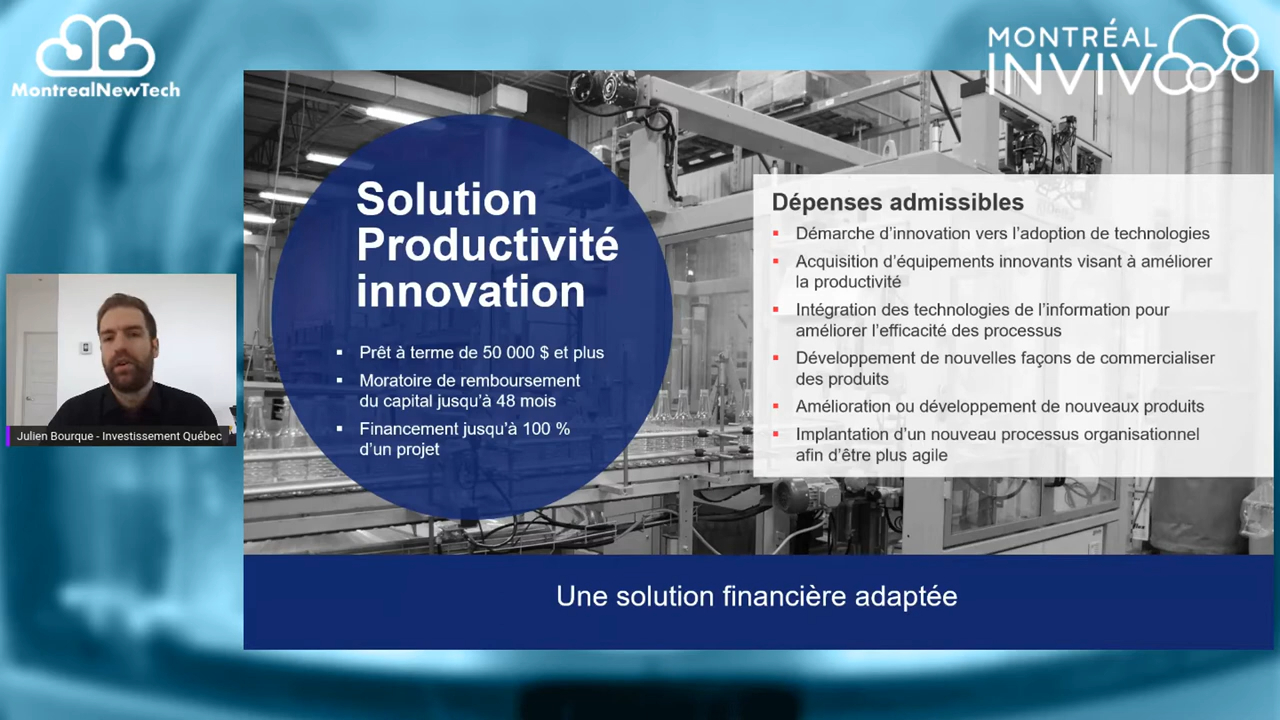 MontrealNewTech
MONTRÉAL
INVIVO
Solution
Productivité
innovation
▪ Prêt à terme de 50 000 $ et plus
▪ Moratoire de remboursement
du capital jusqu'à 48 mois
▪ Financement jusqu'à 100 %
d'un projet
Dépenses admissibles
▪ Démarche d'innovation vers l'adoption de technologies
▪ Acquisition d'équipements innovants visant à améliorer
la productivité
▪ Intégration des technologies de l'information pour
améliorer l'efficacité des processus
▪ Développement de nouvelles façons de commercialiser
des produits
▪ Amélioration ou développement de nouveaux produits
▪ Implantation d'un nouveau processus organisationnel
afin d'être plus agile
Julien Bourque - Investissement Québec
Une solution financière adaptée